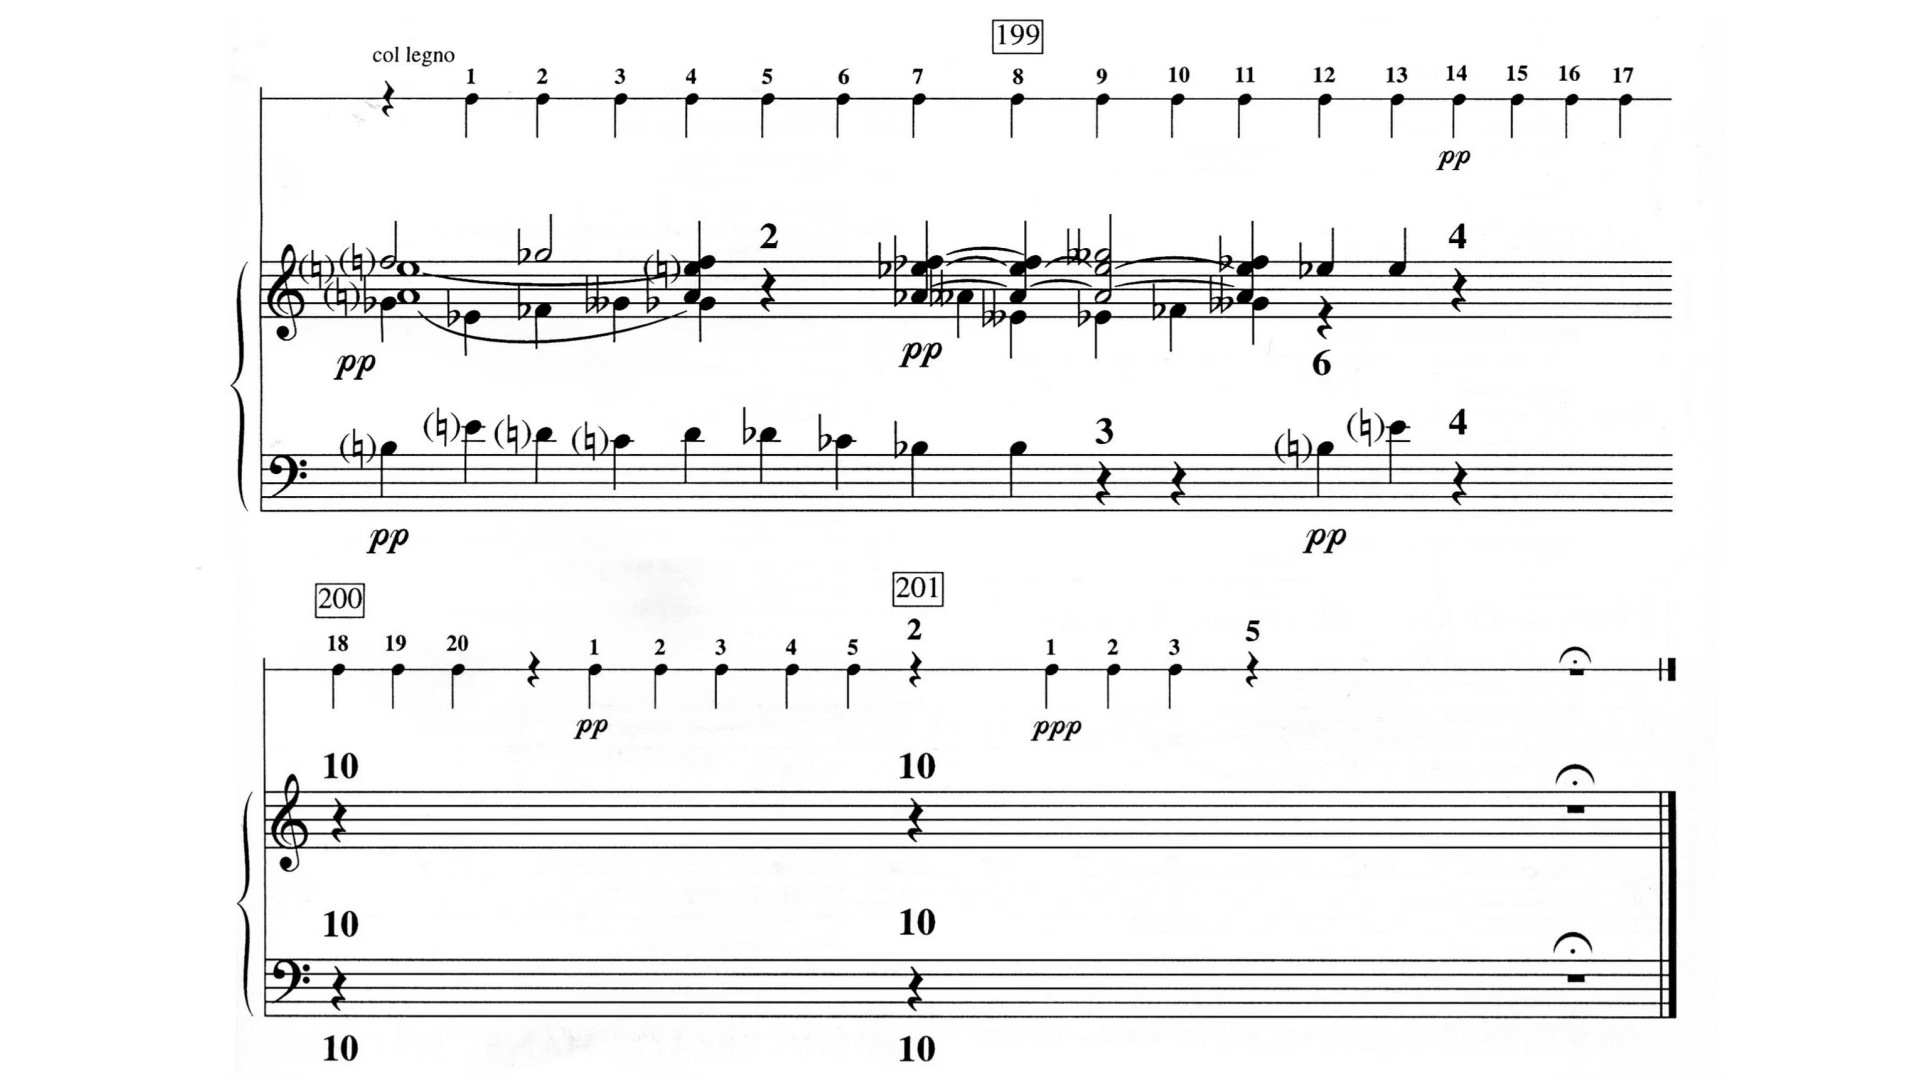 199
col legno
1 2 3 4 5 6 7 8 9 10 11 12 13 14 15 16 17
pp
2 4
pp pp
6
3 4
pp pp
200 201
18 19 20 1 2 3 4 5 2 1 2 3 5
pp ppp
10 10
10 10
10 10